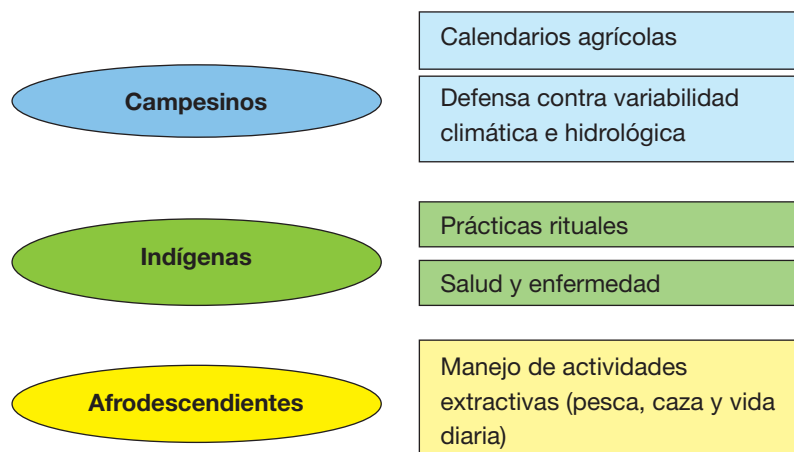 Campesinos
Calendarios agrícolas
Defensa contra variabilidad
climática e hidrológica
Indígenas
Prácticas rituales
Salud y enfermedad
Afrodescendientes
Manejo de actividades
extractivas (pesca, caza y vida
diaria)